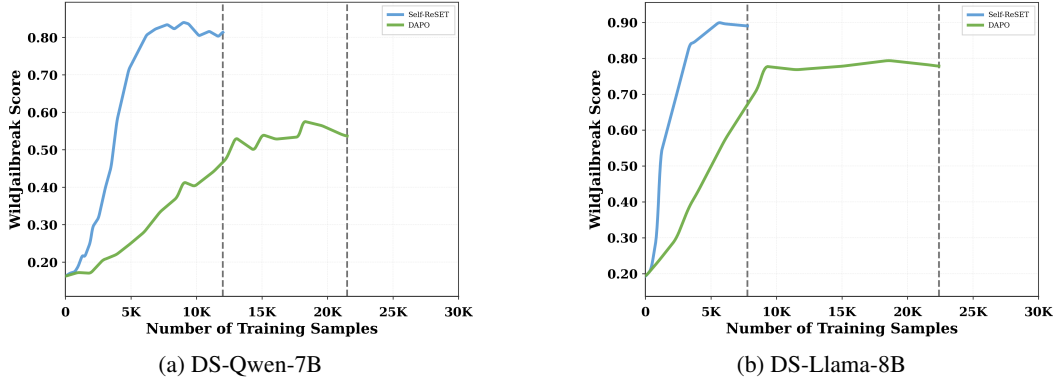 Self-ReSET
DAPO
0.80
0.70
0.60
0.50
0.40
0.30
0.20
WildJailbreak Score
0 5K 10K 15K 20K 25K 30K
Number of Training Samples
(a) DS-Qwen-7B
Self-ReSET
DAPO
0.90
0.80
0.70
0.60
0.50
0.40
0.30
0.20
WildJailbreak Score
0 5K 10K 15K 20K 25K 30K
Number of Training Samples
(b) DS-Llama-8B